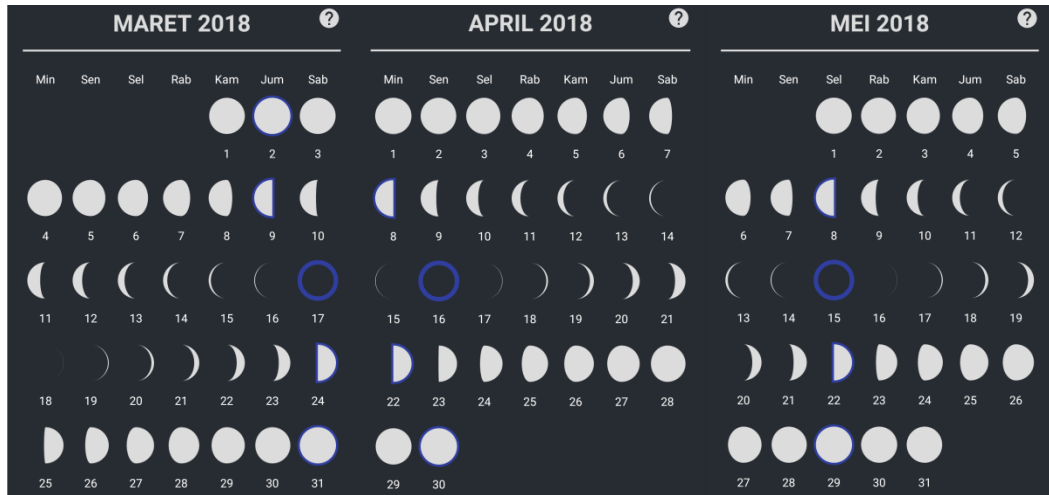 MARET 2018 ?
Min Sen Sel Rab Kam Jum Sab
1 2 3
4 5 6 7 8 9 10
11 12 13 14 15 16 17
18 19 20 21 22 23 24
25 26 27 28 29 30 31
APRIL 2018 ?
Min Sen Sel Rab Kam Jum Sab
1 2 3 4 5 6 7
8 9 10 11 12 13 14
15 16 17 18 19 20 21
22 23 24 25 26 27 28
29 30
MEI 2018 ?
Min Sen Sel Rab Kam Jum Sab
1 2 3 4 5
6 7 8 9 10 11 12
13 14 15 16 17 18 19
20 21 22 23 24 25 26
27 28 29 30 31